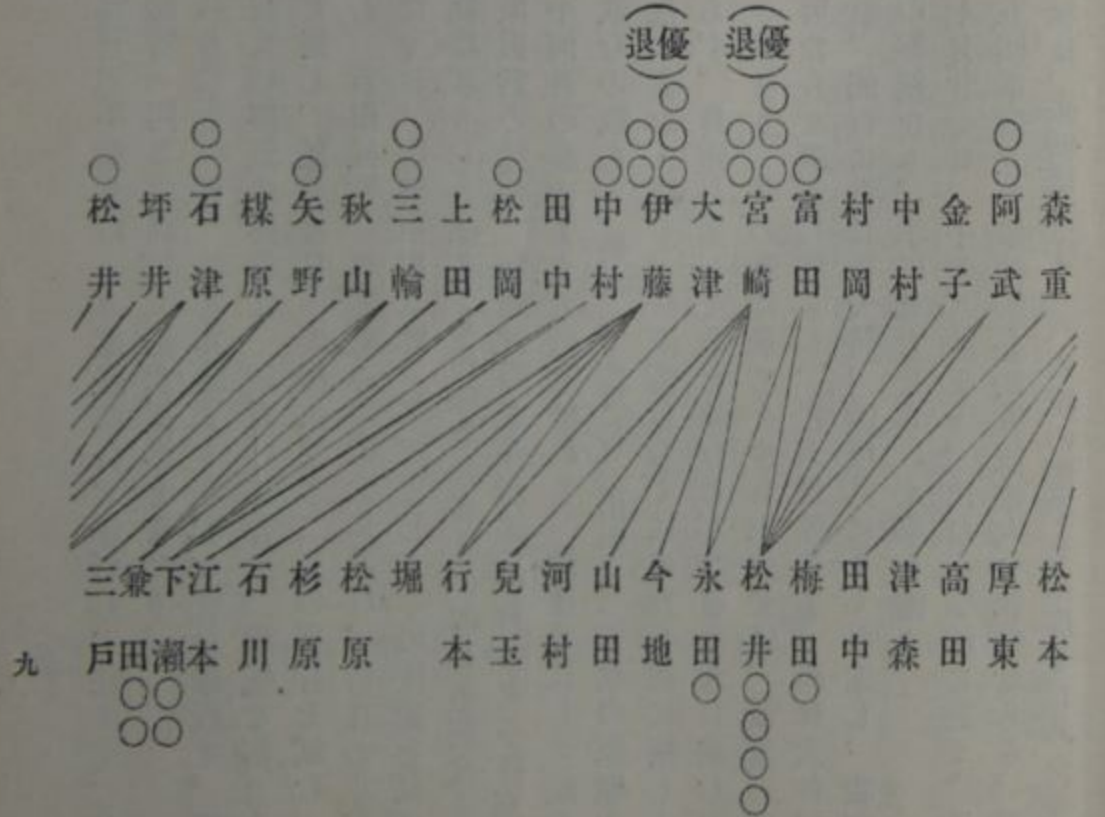 森重
○○阿武
金子
中村
村岡
○富田
(優退)○○○○○宮崎
大津
(優退)○○○○○伊藤
○中村
田中
○松岡
上田
○○三輪
秋山
○矢野
楳原
○○石津
坪井
○松井
松本
厚東
高田
津森
田中
梅田○
松井○○○○
永田○
今地
山田
河村
兒玉
行本
堀
松原
杉原
石川
江本
下瀨○○
兼田○○
三戸
九